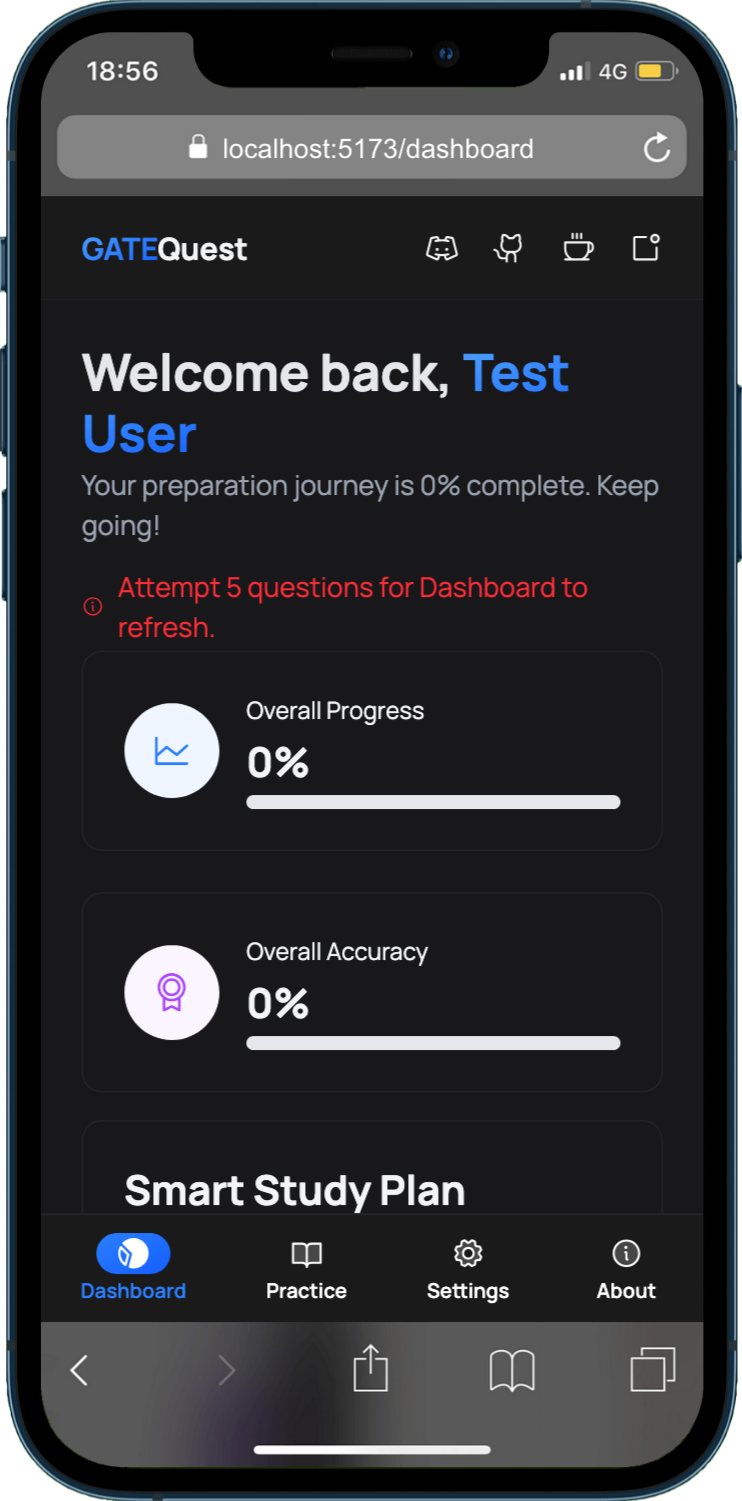 18:56
4G
localhost:5173/dashboard
GATEQuest
Welcome back, Test
User
Your preparation journey is 0% complete. Keep
going!
Attempt 5 questions for Dashboard to
refresh.
Overall Progress
0%
Overall Accuracy
0%
Smart Study Plan
Dashboard
Practice
Settings
About